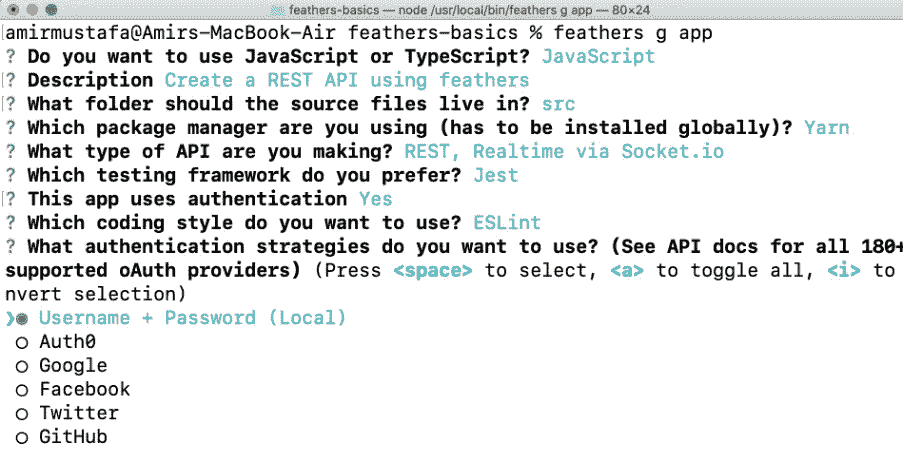 feathers-basics — node /usr/local/bin/feathers g app — 80×24
amirmustafa@Amirs-MacBook-Air feathers-basics % feathers g app
? Do you want to use JavaScript or TypeScript? JavaScript
? Description Create a REST API using feathers
? What folder should the source files live in? src
? Which package manager are you using (has to be installed globally)? Yarn
? What type of API are you making? REST, Realtime via Socket.io
? Which testing framework do you prefer? Jest
? This app uses authentication Yes
? Which coding style do you want to use? ESLint
? What authentication strategies do you want to use? (See API docs for all 180+
supported oAuth providers) (Press <space> to select, <a> to toggle all, <i> to
nvert selection)
❯◉ Username + Password (Local)
◯ Auth0
◯ Google
◯ Facebook
◯ Twitter
◯ GitHub